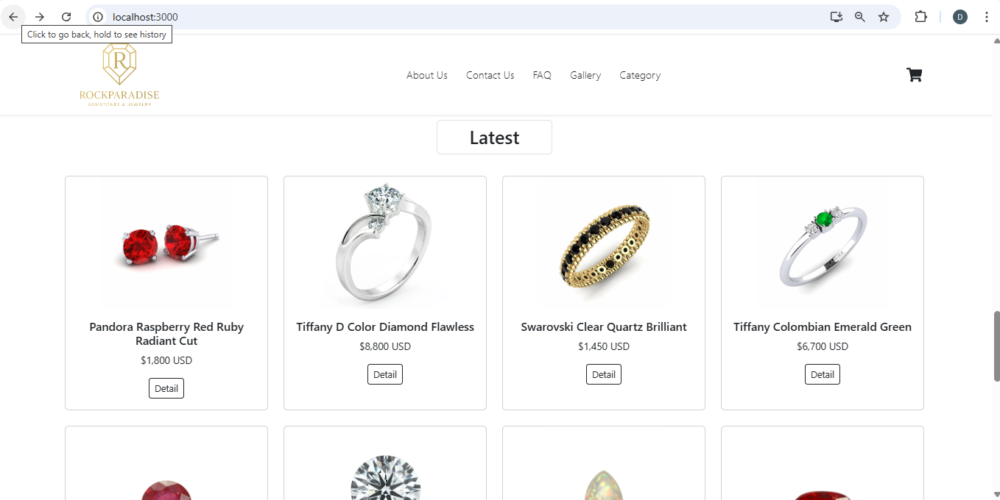 localhost:3000
D
Click to go back, hold to see history
R
ROCKPARADISE
GEMSTONES & JEWELRY
About Us
Contact Us
FAQ
Gallery
Category
Latest
Pandora Raspberry Red Ruby
Radiant Cut
$1,800 USD
Detail
Tiffany D Color Diamond Flawless
$8,800 USD
Detail
Swarovski Clear Quartz Brilliant
$1,450 USD
Detail
Tiffany Colombian Emerald Green
$6,700 USD
Detail